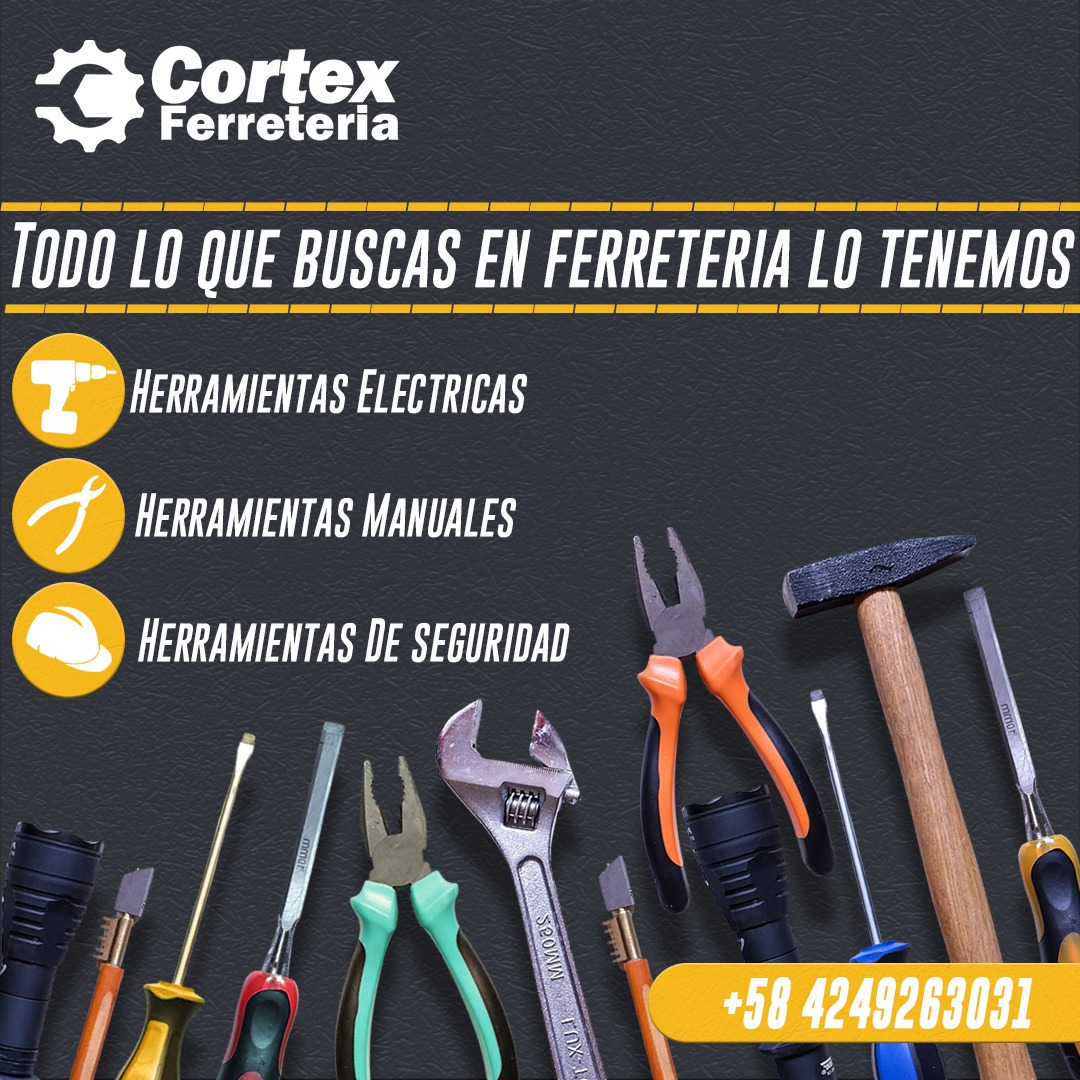 Cortex
Ferreteria
Todo lo que buscas en ferreteria lo tenemos
Herramientas Electricas
Herramientas Manuales
Herramientas De seguridad
+58 4249263031